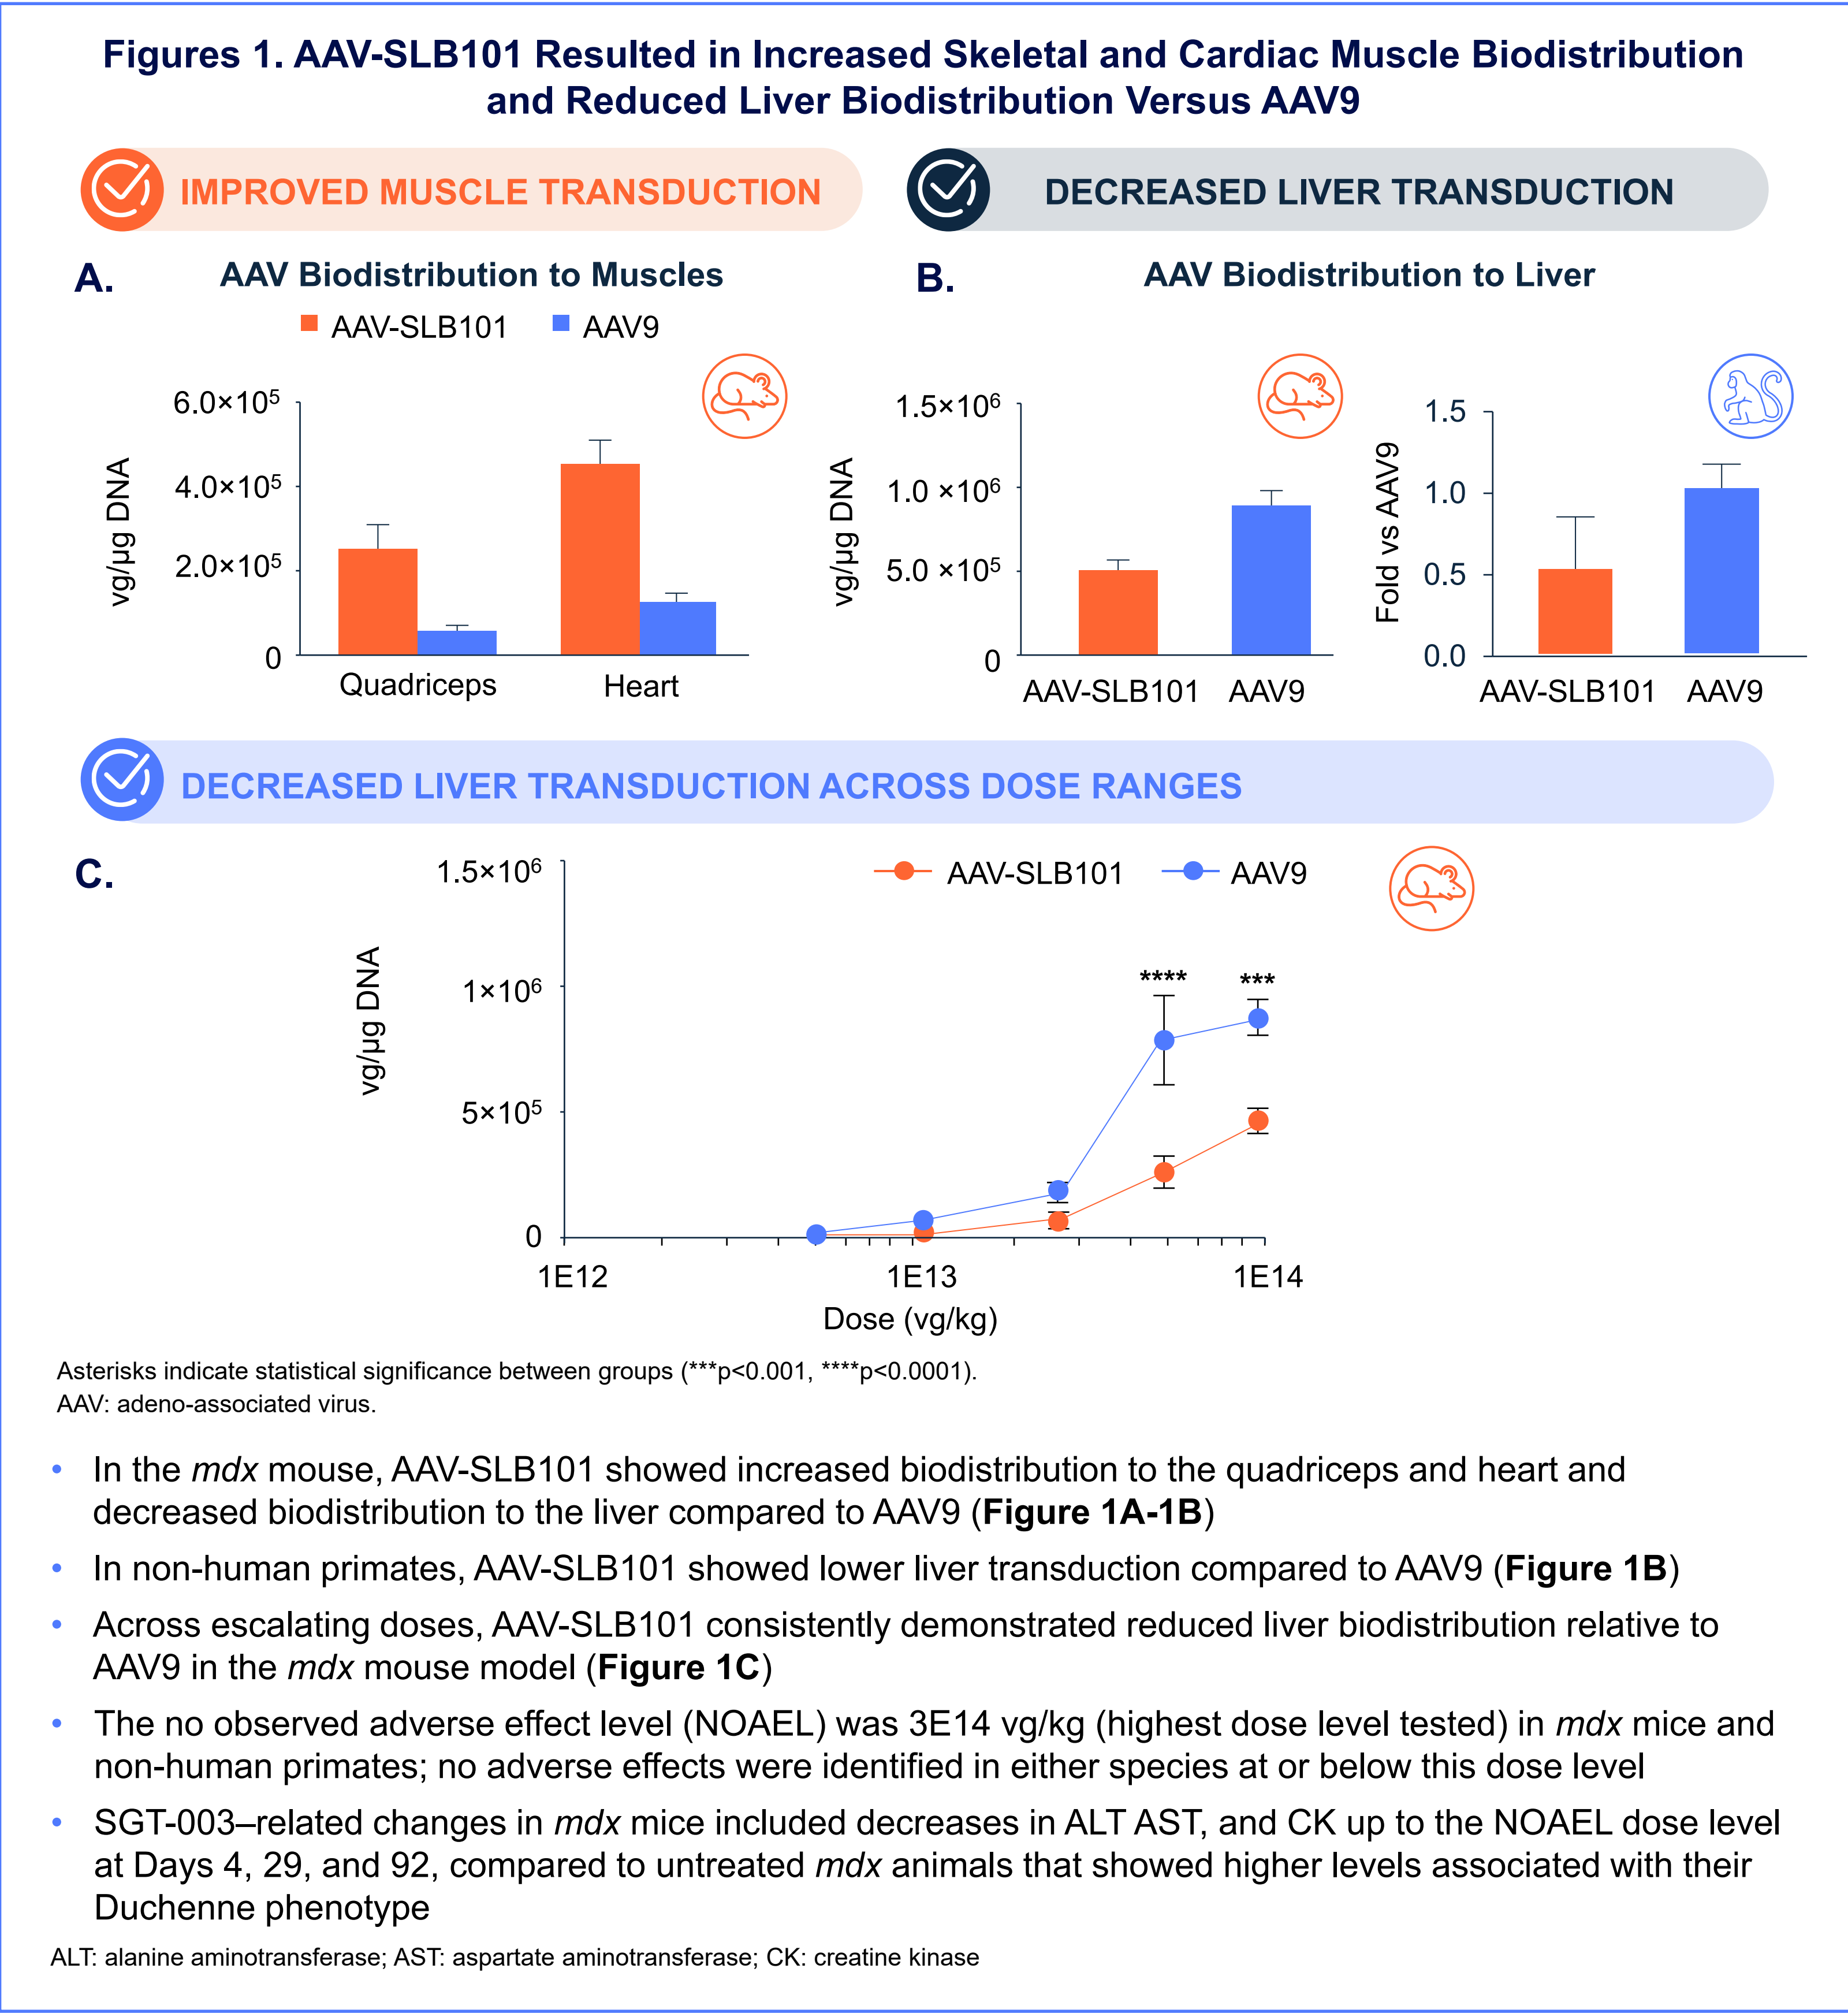 Figures 1. AAV-SLB101 Resulted in Increased Skeletal and Cardiac Muscle Biodistribution
and Reduced Liver Biodistribution Versus AAV9
IMPROVED MUSCLE TRANSDUCTION
DECREASED LIVER TRANSDUCTION
A.
AAV Biodistribution to Muscles
AAV-SLB101
AAV9
vg/µg DNA
6.0×10⁵
4.0×10⁵
2.0×10⁵
0
Quadriceps
Heart
B.
AAV Biodistribution to Liver
vg/µg DNA
1.5×10⁶
1.0 ×10⁶
5.0 ×10⁵
0
AAV-SLB101
AAV9
Fold vs AAV9
1.5
1.0
0.5
0.0
AAV-SLB101
AAV9
DECREASED LIVER TRANSDUCTION ACROSS DOSE RANGES
C.
AAV-SLB101
AAV9
vg/µg DNA
1.5×10⁶
1×10⁶
5×10⁵
0
****
***
1E12
1E13
1E14
Dose (vg/kg)
Asterisks indicate statistical significance between groups (***p<0.001, ****p<0.0001).
AAV: adeno-associated virus.
• In the mdx mouse, AAV-SLB101 showed increased biodistribution to the quadriceps and heart and
decreased biodistribution to the liver compared to AAV9 (Figure 1A-1B)
• In non-human primates, AAV-SLB101 showed lower liver transduction compared to AAV9 (Figure 1B)
• Across escalating doses, AAV-SLB101 consistently demonstrated reduced liver biodistribution relative to
AAV9 in the mdx mouse model (Figure 1C)
• The no observed adverse effect level (NOAEL) was 3E14 vg/kg (highest dose level tested) in mdx mice and
non-human primates; no adverse effects were identified in either species at or below this dose level
• SGT-003–related changes in mdx mice included decreases in ALT AST, and CK up to the NOAEL dose level
at Days 4, 29, and 92, compared to untreated mdx animals that showed higher levels associated with their
Duchenne phenotype
ALT: alanine aminotransferase; AST: aspartate aminotransferase; CK: creatine kinase